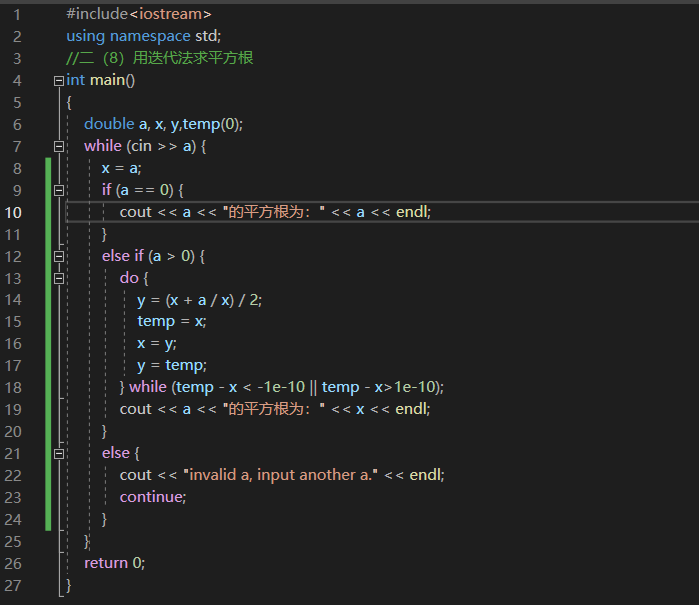 1 #include<iostream>
2 using namespace std;
3 //二（8）用迭代法求平方根
4 int main()
5 {
6 double a, x, y,temp(0);
7 while (cin >> a) {
8 x = a;
9 if (a == 0) {
10 cout << a << "的平方根为：" << a << endl;
11 }
12 else if (a > 0) {
13 do {
14 y = (x + a / x) / 2;
15 temp = x;
16 x = y;
17 y = temp;
18 } while (temp - x < -1e-10 || temp - x>1e-10);
19 cout << a << "的平方根为：" << x << endl;
20 }
21 else {
22 cout << "invalid a, input another a." << endl;
23 continue;
24 }
25 }
26 return 0;
27 }